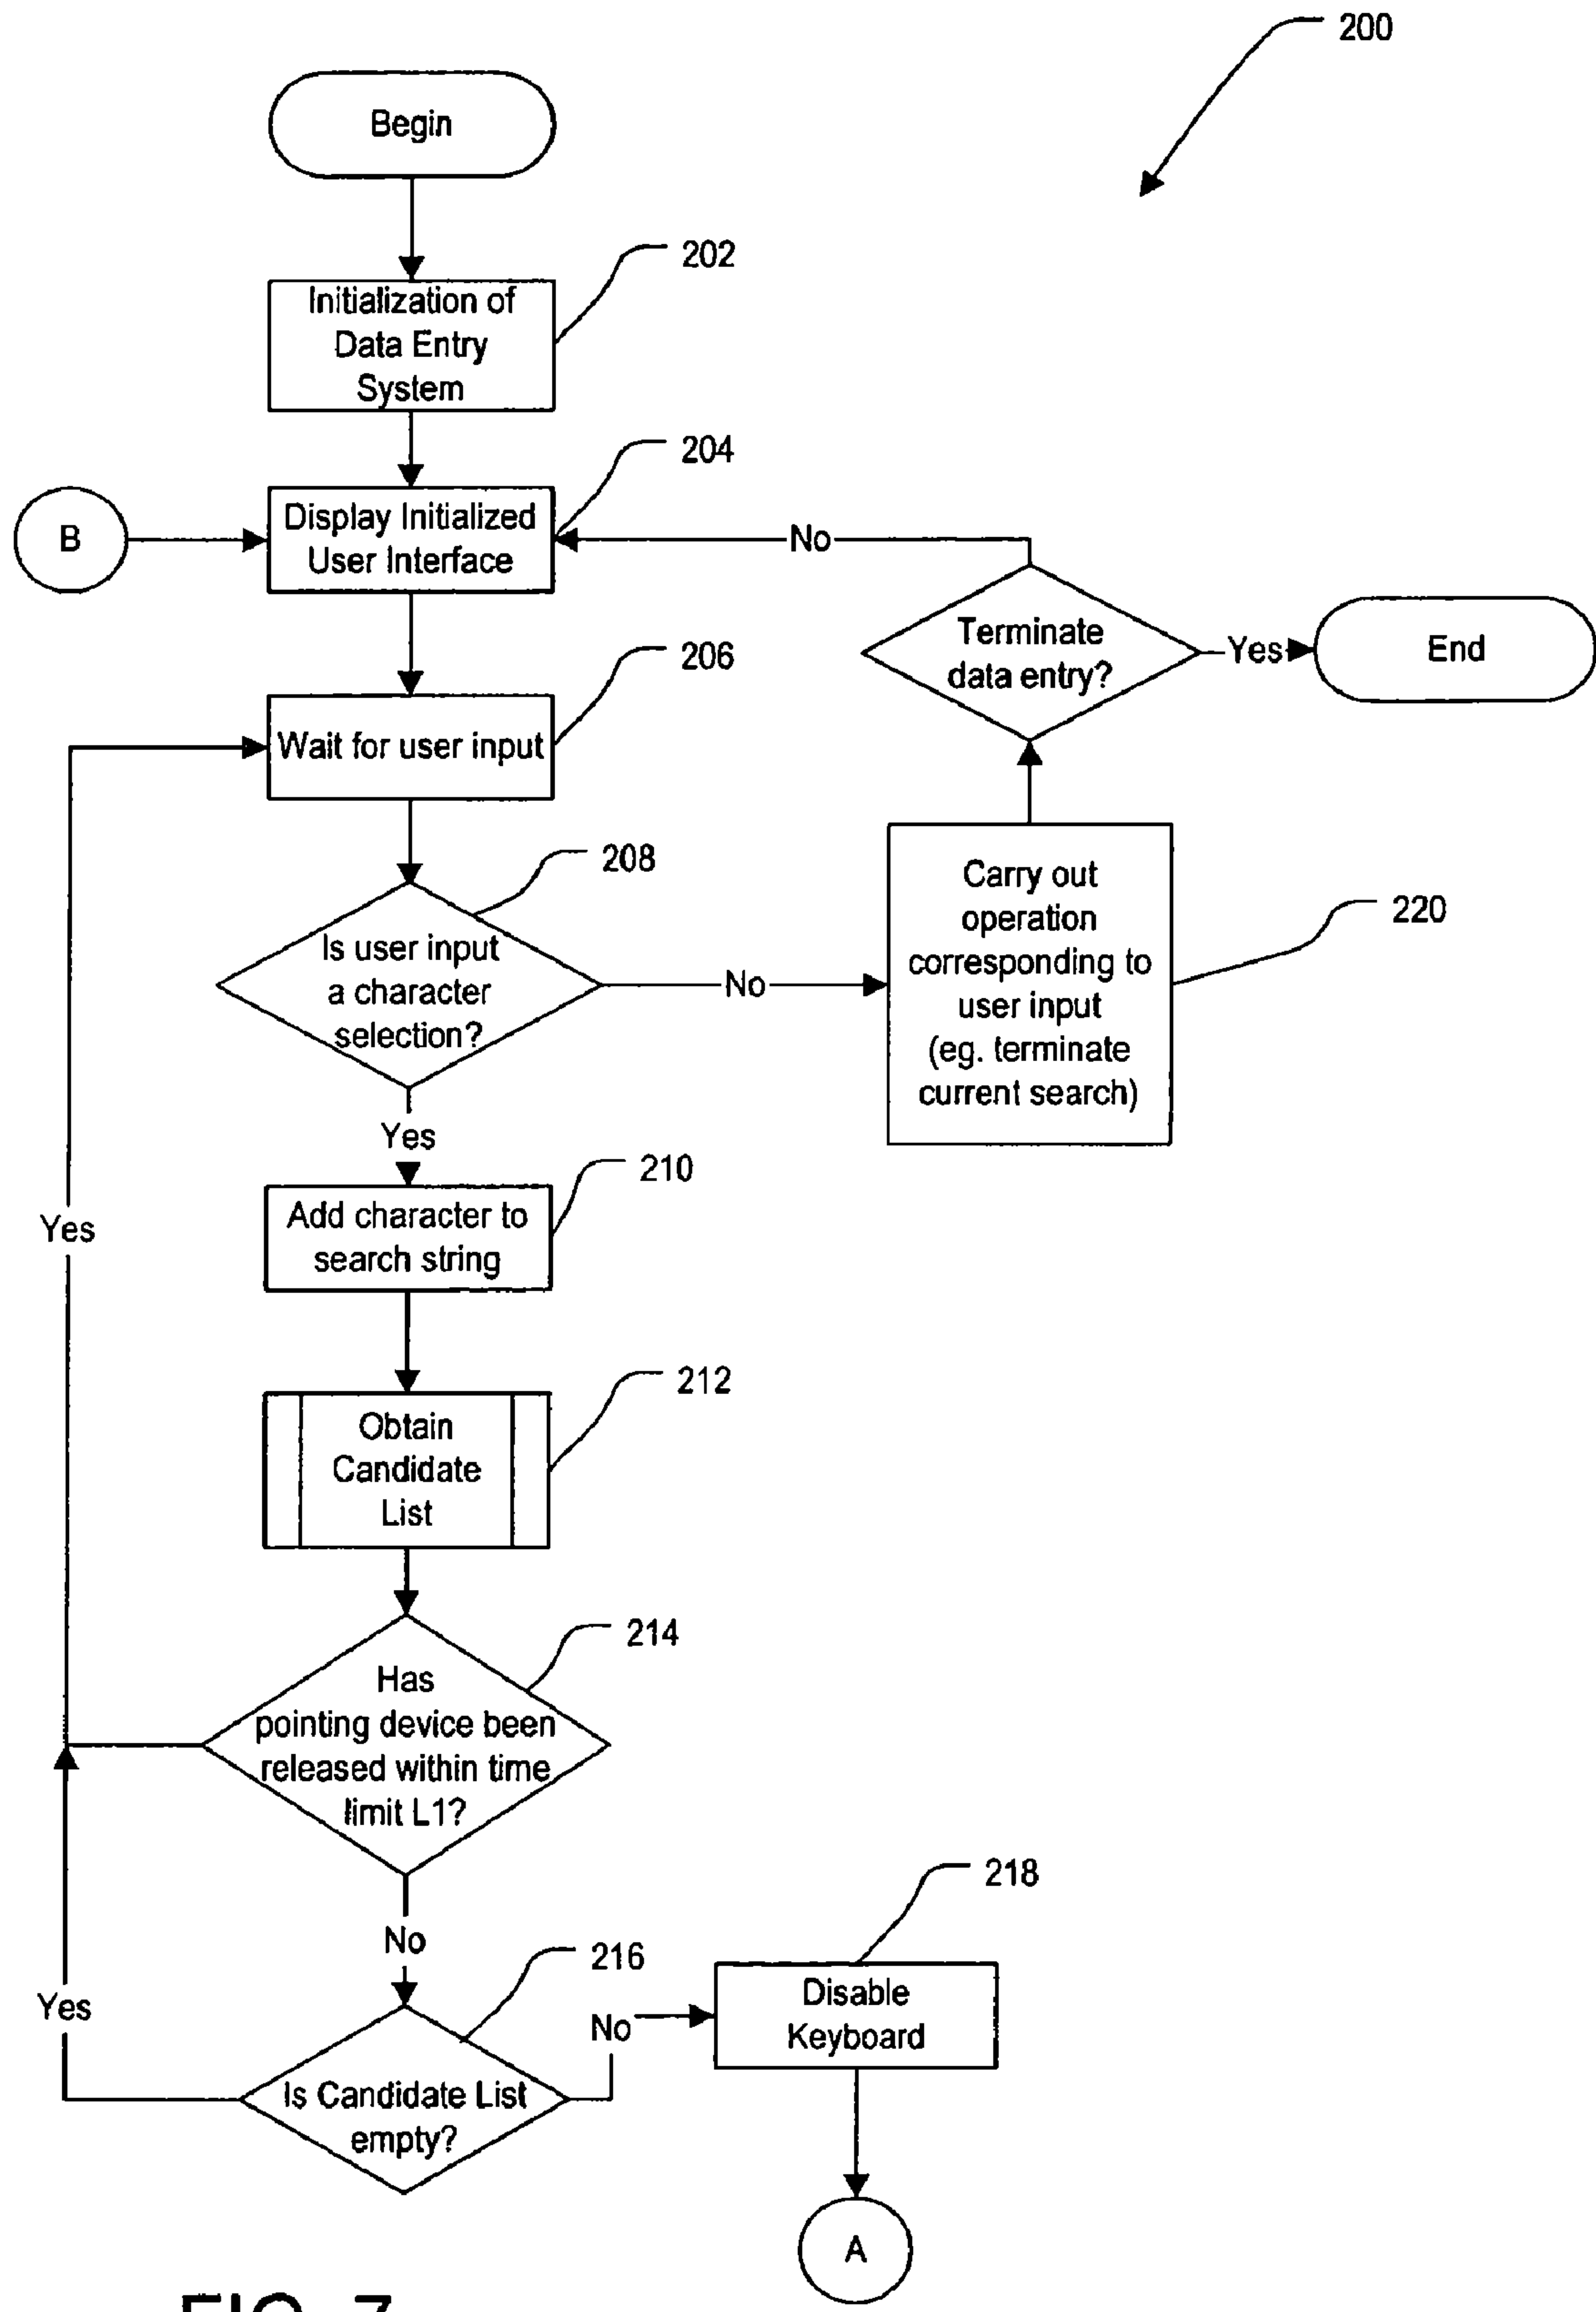 200
Begin
202
Initialization of
Data Entry
System
204
B
Display Initialized
User Interface
No
Terminate
data entry?
Yes
End
206
Wait for user input
208
Is user input
a character
selection?
No
Carry out
operation
corresponding to
user input
(eg. terminate
current search)
220
Yes
210
Add character to
search string
Yes
212
Obtain
Candidate
List
214
Has
pointing device been
released within time
limit L1?
No
218
216
Disable
Keyboard
Yes
No
Is Candidate List
empty?
A
FIG. 7